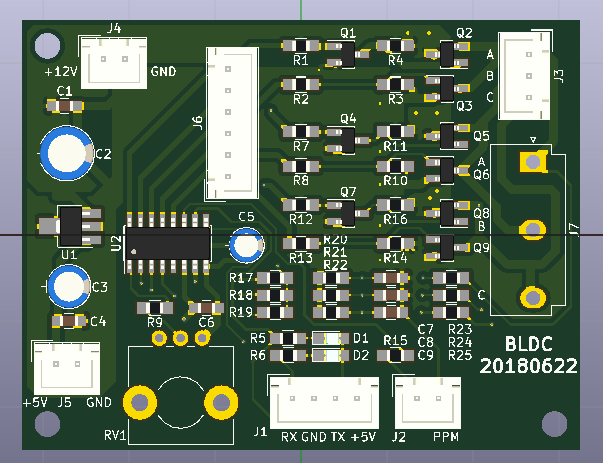 J4
Q1
Q2
+12V
GND
R1
R4
A
C1
R2
R3
B
J3
C
Q3
J6
Q4
Q5
R7
R11
C2
A
R8
R10
Q6
Q7
R12
R16
Q8
C5
B
U2
R20
J7
U1
R13
R21
R14
Q9
R22
R17
C3
R18
C
R9
C6
R19
C4
C7
R23
R5
D1
R15
C8
R24
R6
D2
C9
R25
BLDC
20180622
+5V
J5
GND
RV1
J1
RX
GND
TX
+5V
J2
PPM